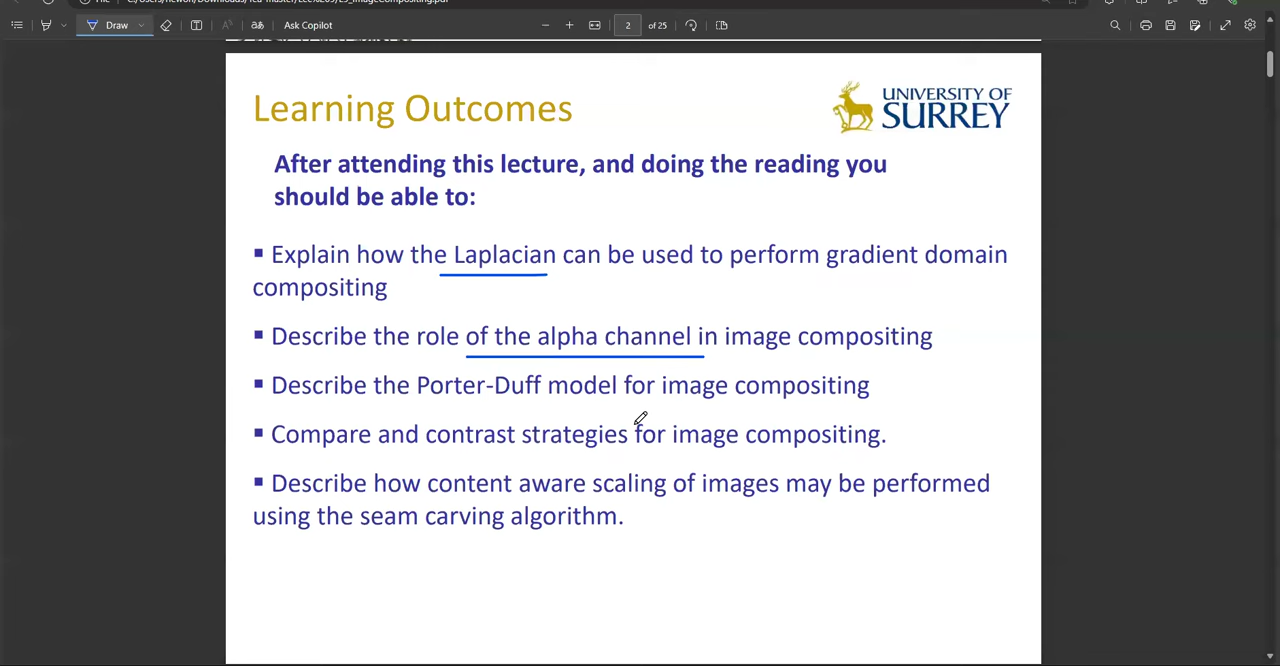 Draw
Ask Copilot
2 of 25
Learning Outcomes
UNIVERSITY OF
SURREY
After attending this lecture, and doing the reading you
should be able to:
▪ Explain how the Laplacian can be used to perform gradient domain
compositing
▪ Describe the role of the alpha channel in image compositing
▪ Describe the Porter-Duff model for image compositing
▪ Compare and contrast strategies for image compositing.
▪ Describe how content aware scaling of images may be performed
using the seam carving algorithm.